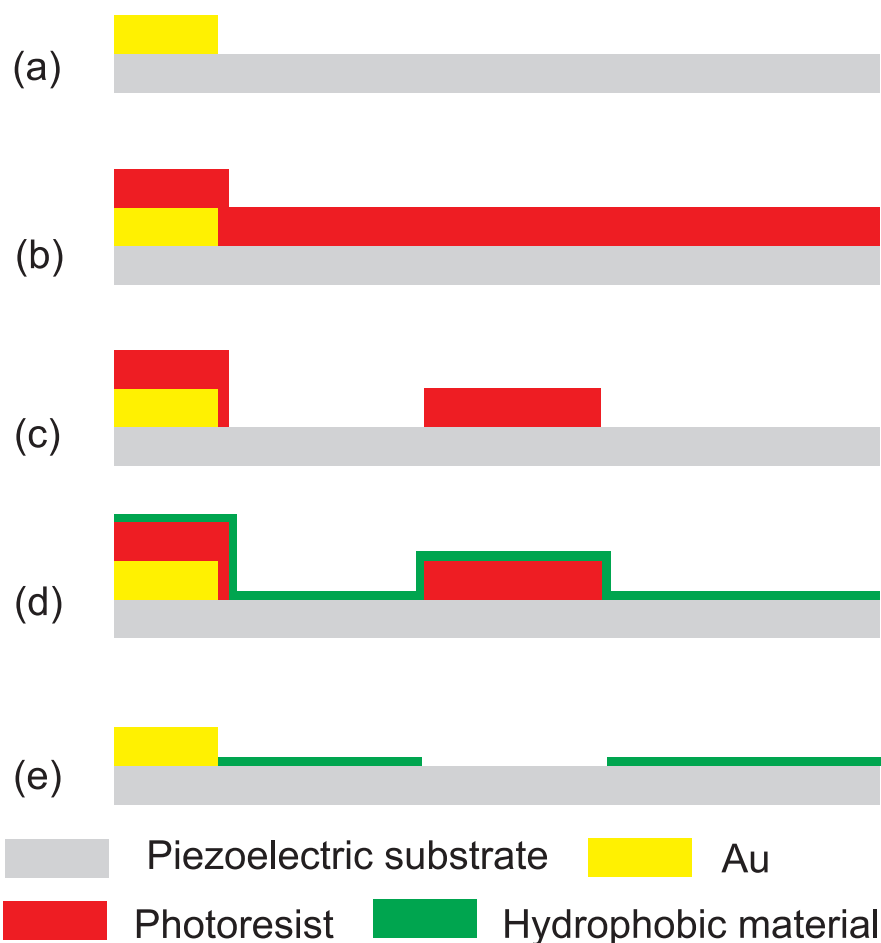 (a)
(b)
(c)
(d)
(e)
Piezoelectric substrate Au
Photoresist Hydrophobic material